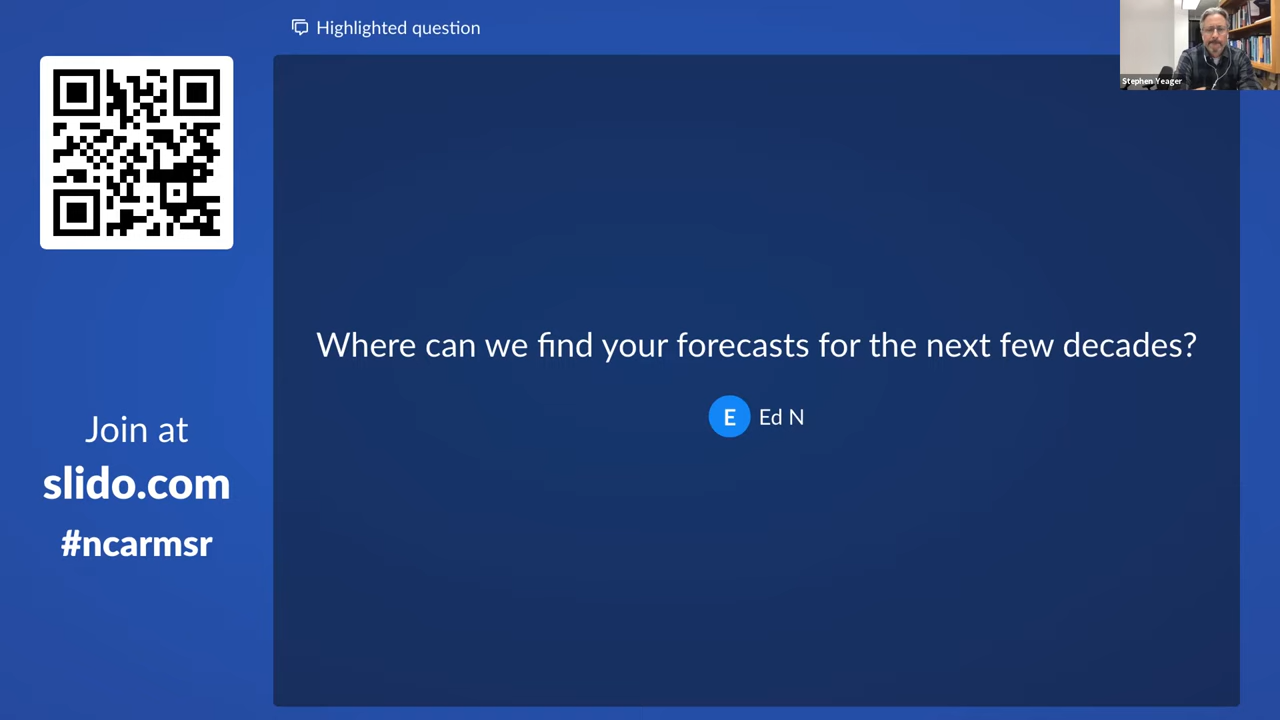 Highlighted question
Stephen Yeager
Where can we find your forecasts for the next few decades?
E
Ed N
Join at
slido.com
#ncarmsr